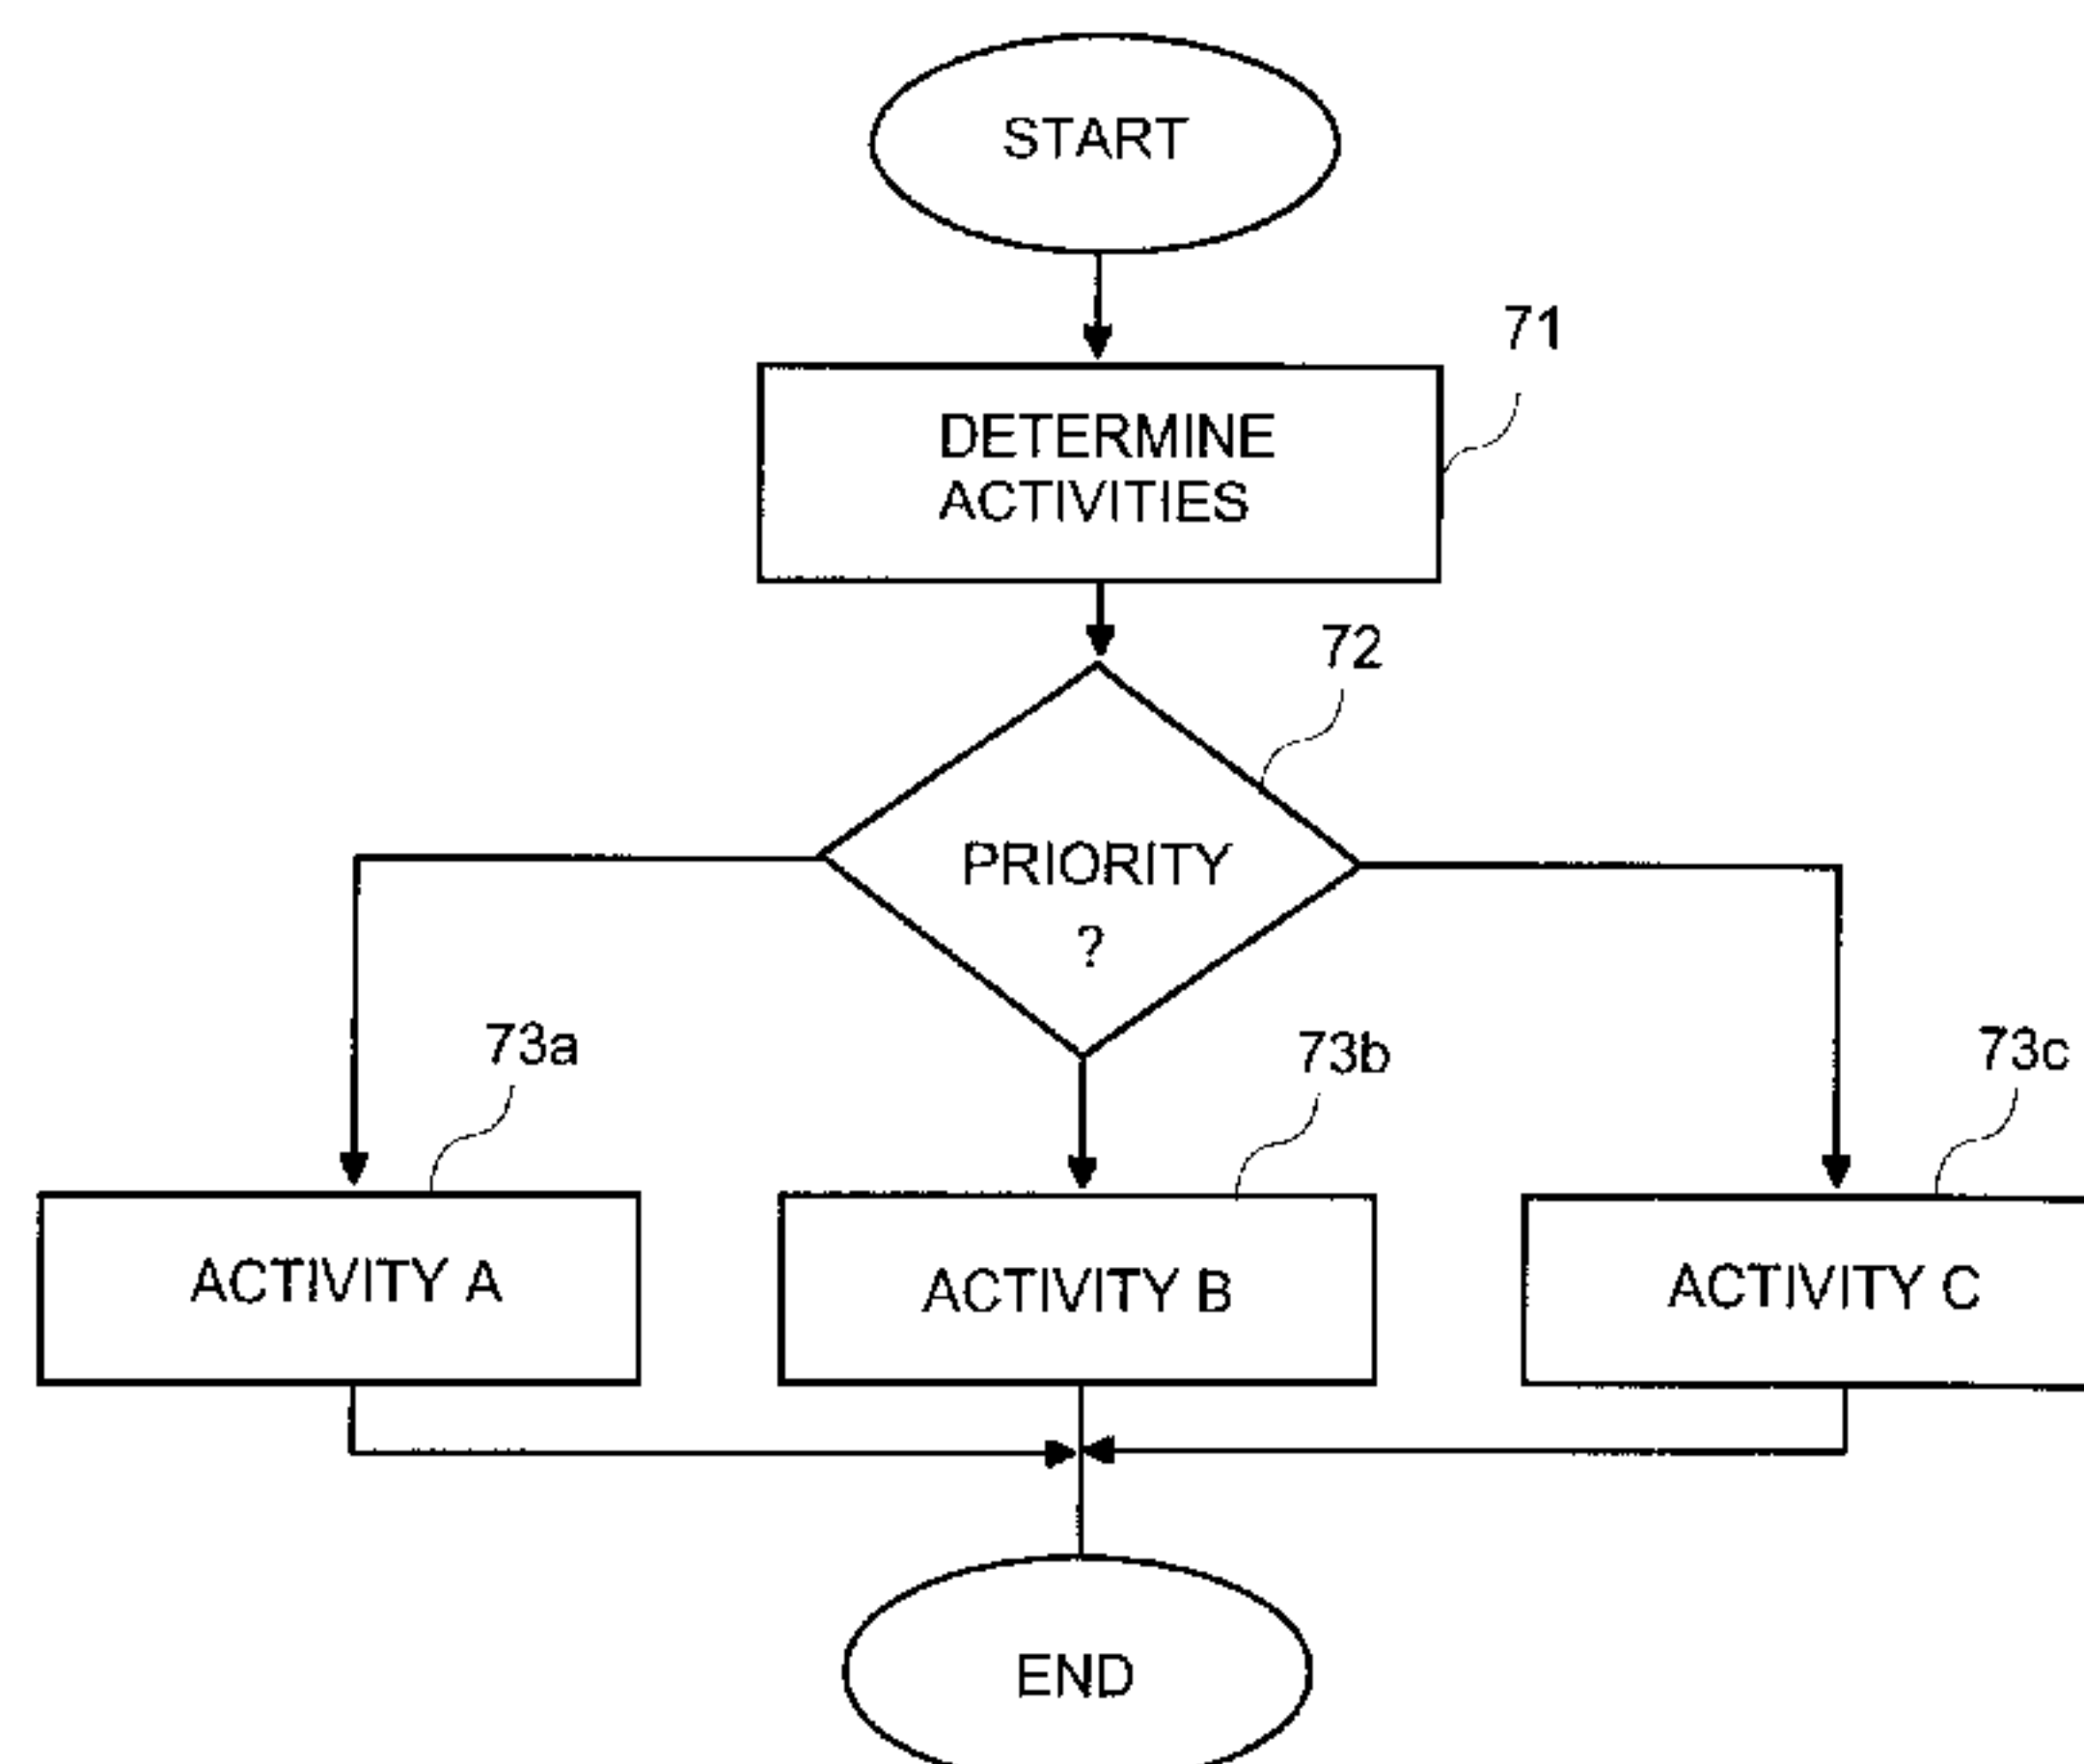 START
71
DETERMINE
ACTIVITIES
72
PRIORITY
?
73a
73b
73c
ACTIVITY A
ACTIVITY B
ACTIVITY C
END